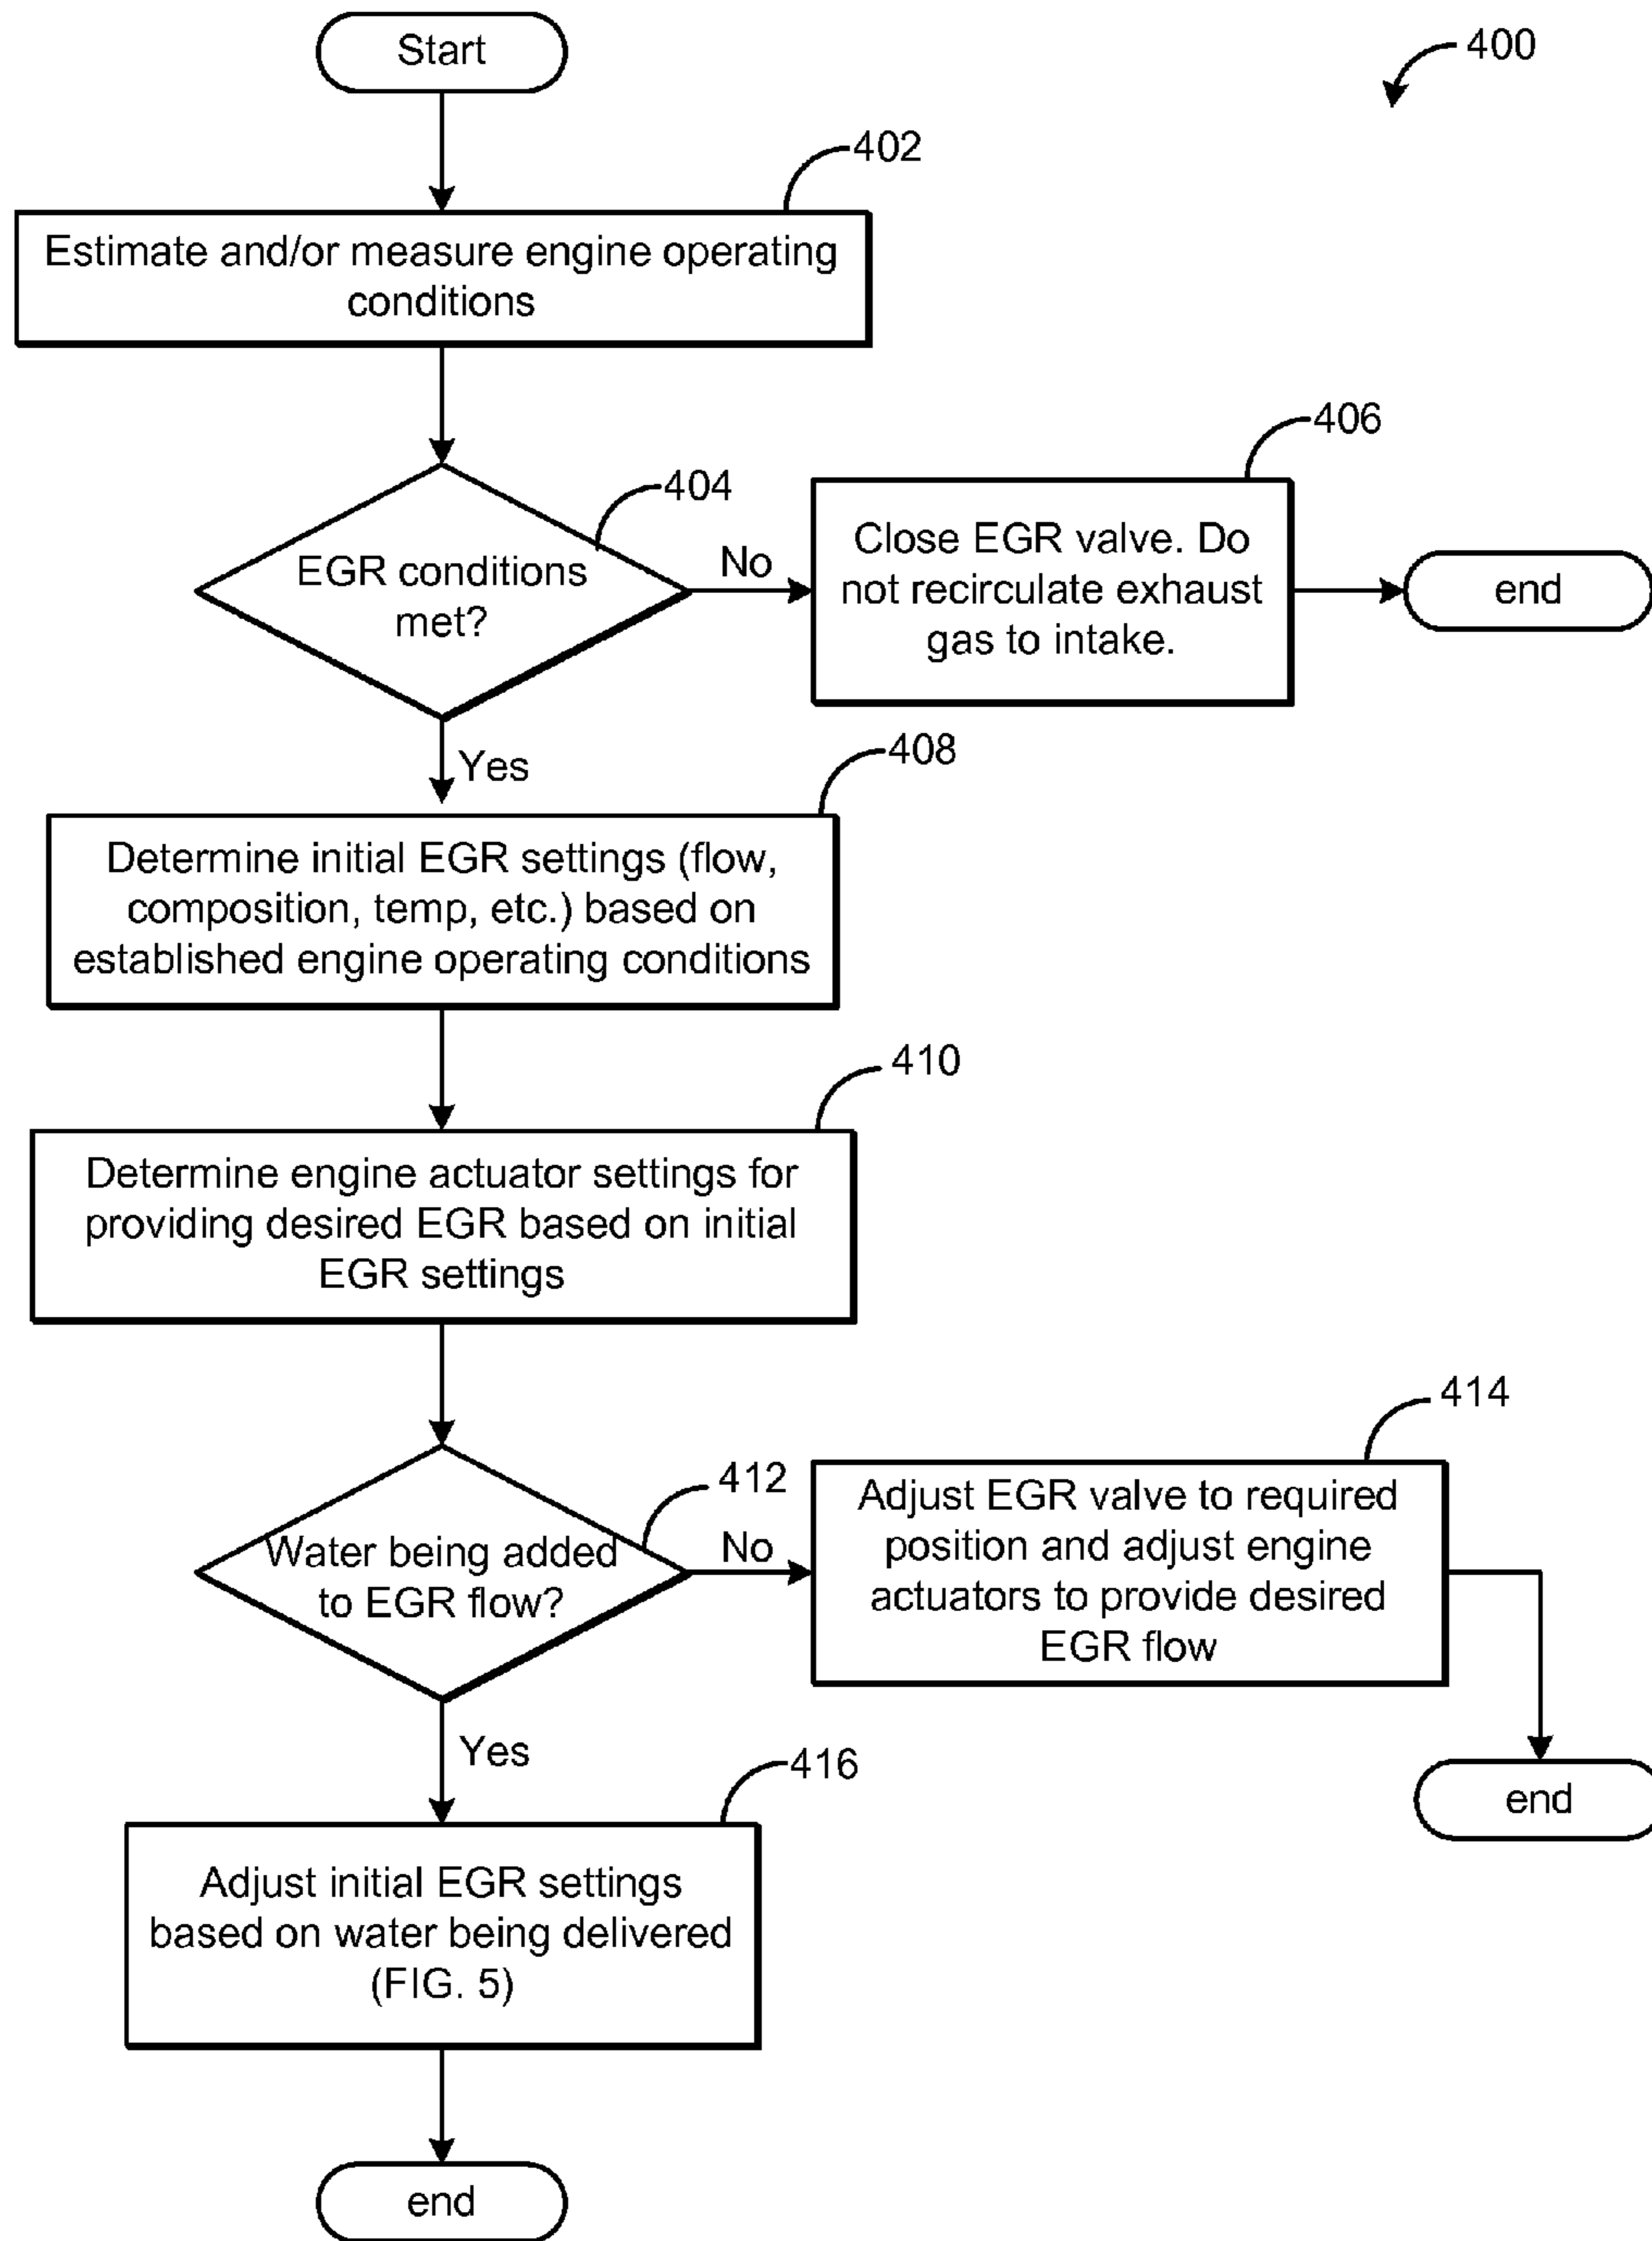 Start
400
402
Estimate and/or measure engine operating
conditions
404
EGR conditions
met?
No
406
Close EGR valve. Do
not recirculate exhaust
gas to intake.
end
Yes
408
Determine initial EGR settings (flow,
composition, temp, etc.) based on
established engine operating conditions
410
Determine engine actuator settings for
providing desired EGR based on initial
EGR settings
412
Water being added
to EGR flow?
No
414
Adjust EGR valve to required
position and adjust engine
actuators to provide desired
EGR flow
end
Yes
416
Adjust initial EGR settings
based on water being delivered
(FIG. 5)
end